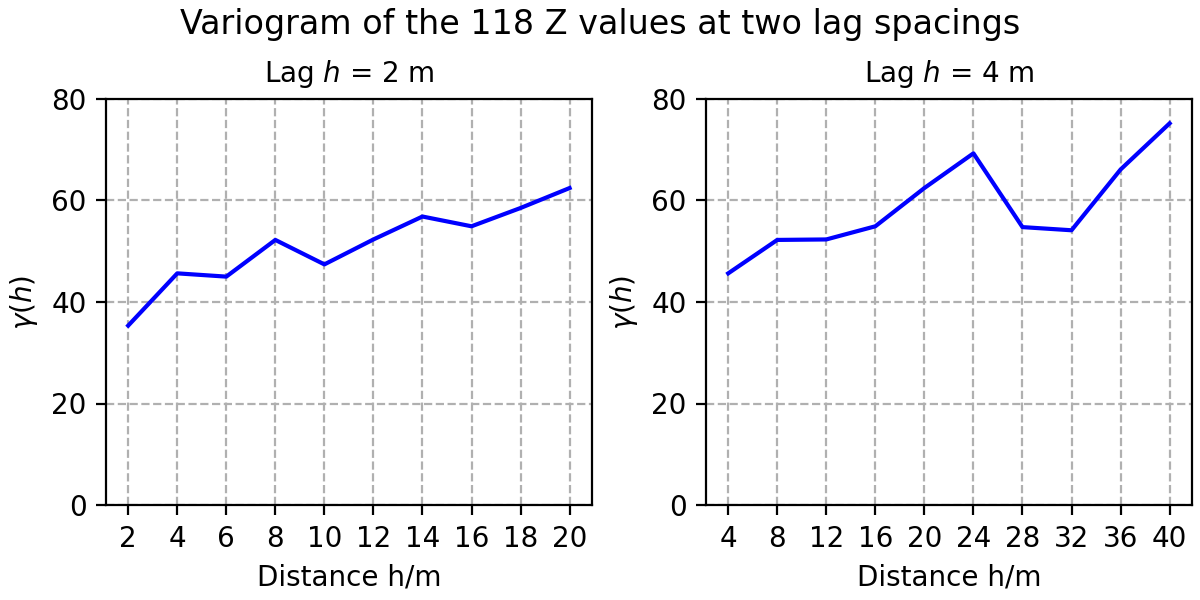 Variogram of the 118 Z values at two lag spacings
Lag h = 2 m
80
60
40
20
0
γ(h)
2 4 6 8 10 12 14 16 18 20
Distance h/m
Lag h = 4 m
80
60
40
20
0
γ(h)
4 8 12 16 20 24 28 32 36 40
Distance h/m